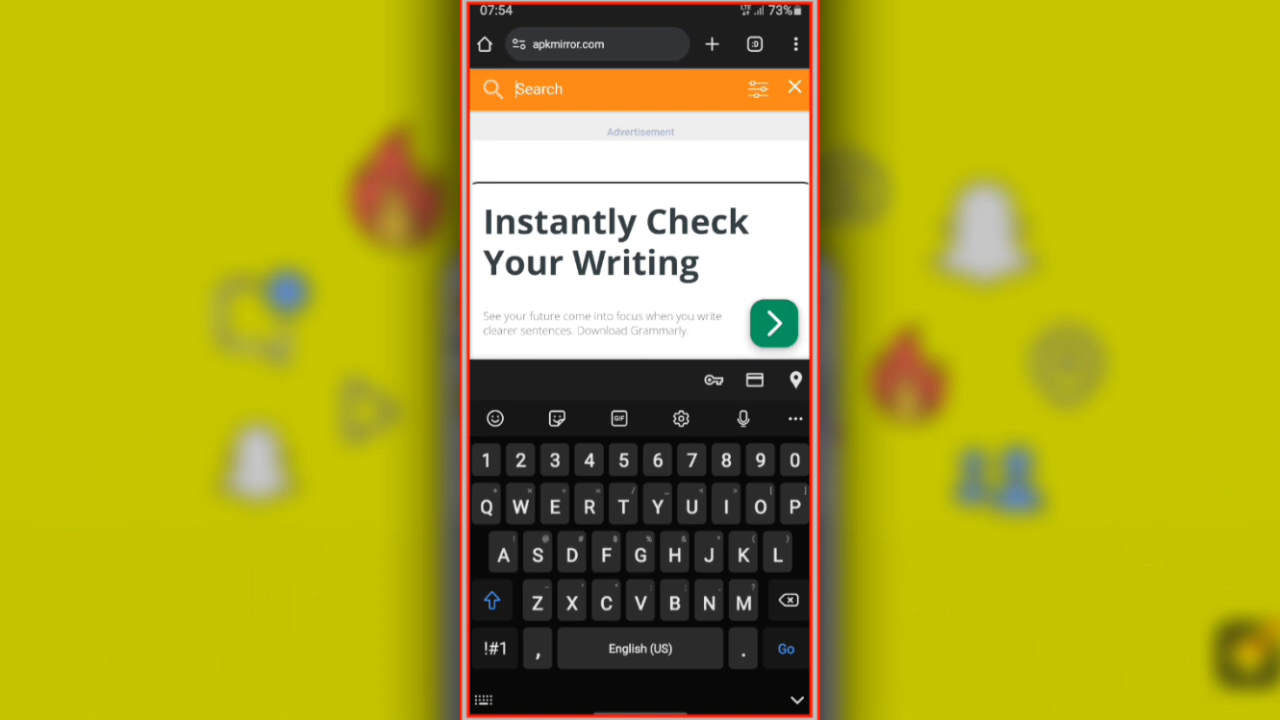 07:54 LTE 73%
:D
apkmirror.com
Search
Advertisement
Instantly Check
Your Writing
See your future come into focus when you write
clearer sentences. Download Grammarly.
GIF
1 2 3 4 5 6 7 8 9 0
Q W E R T Y U I O P
A S D F G H J K L
Z X C V B N M
!#1 , English (US) . Go